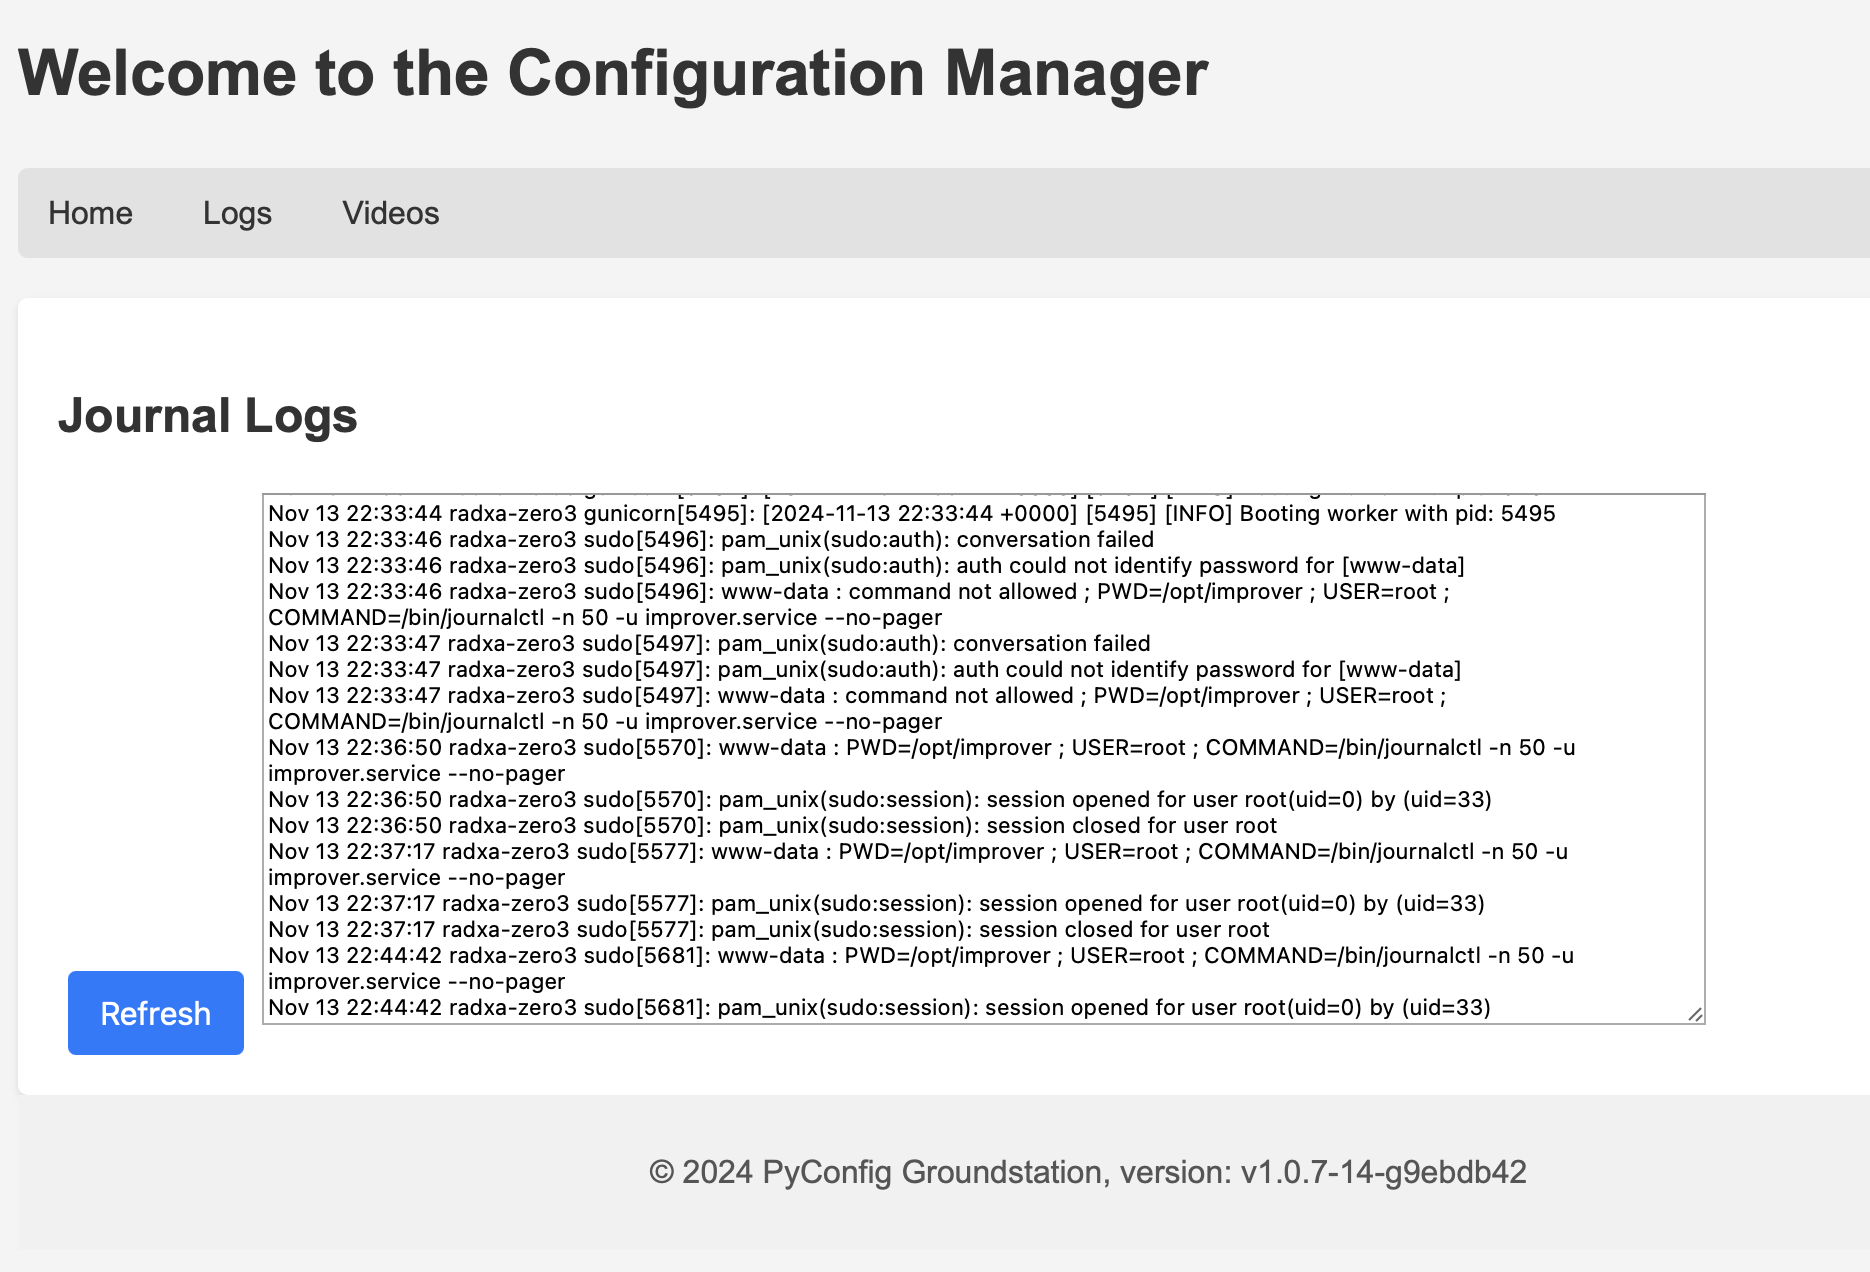 Welcome to the Configuration Manager
Home Logs Videos
Journal Logs
Nov 13 22:33:44 radxa-zero3 gunicorn[5495]: [2024-11-13 22:33:44 +0000] [5495] [INFO] Booting worker with pid: 5495
Nov 13 22:33:46 radxa-zero3 sudo[5496]: pam_unix(sudo:auth): conversation failed
Nov 13 22:33:46 radxa-zero3 sudo[5496]: pam_unix(sudo:auth): auth could not identify password for [www-data]
Nov 13 22:33:46 radxa-zero3 sudo[5496]: www-data : command not allowed ; PWD=/opt/improver ; USER=root ;
COMMAND=/bin/journalctl -n 50 -u improver.service --no-pager
Nov 13 22:33:47 radxa-zero3 sudo[5497]: pam_unix(sudo:auth): conversation failed
Nov 13 22:33:47 radxa-zero3 sudo[5497]: pam_unix(sudo:auth): auth could not identify password for [www-data]
Nov 13 22:33:47 radxa-zero3 sudo[5497]: www-data : command not allowed ; PWD=/opt/improver ; USER=root ;
COMMAND=/bin/journalctl -n 50 -u improver.service --no-pager
Nov 13 22:36:50 radxa-zero3 sudo[5570]: www-data : PWD=/opt/improver ; USER=root ; COMMAND=/bin/journalctl -n 50 -u
improver.service --no-pager
Nov 13 22:36:50 radxa-zero3 sudo[5570]: pam_unix(sudo:session): session opened for user root(uid=0) by (uid=33)
Nov 13 22:36:50 radxa-zero3 sudo[5570]: pam_unix(sudo:session): session closed for user root
Nov 13 22:37:17 radxa-zero3 sudo[5577]: www-data : PWD=/opt/improver ; USER=root ; COMMAND=/bin/journalctl -n 50 -u
improver.service --no-pager
Nov 13 22:37:17 radxa-zero3 sudo[5577]: pam_unix(sudo:session): session opened for user root(uid=0) by (uid=33)
Nov 13 22:37:17 radxa-zero3 sudo[5577]: pam_unix(sudo:session): session closed for user root
Nov 13 22:44:42 radxa-zero3 sudo[5681]: www-data : PWD=/opt/improver ; USER=root ; COMMAND=/bin/journalctl -n 50 -u
improver.service --no-pager
Nov 13 22:44:42 radxa-zero3 sudo[5681]: pam_unix(sudo:session): session opened for user root(uid=0) by (uid=33)
Refresh
© 2024 PyConfig Groundstation, version: v1.0.7-14-g9ebdb42